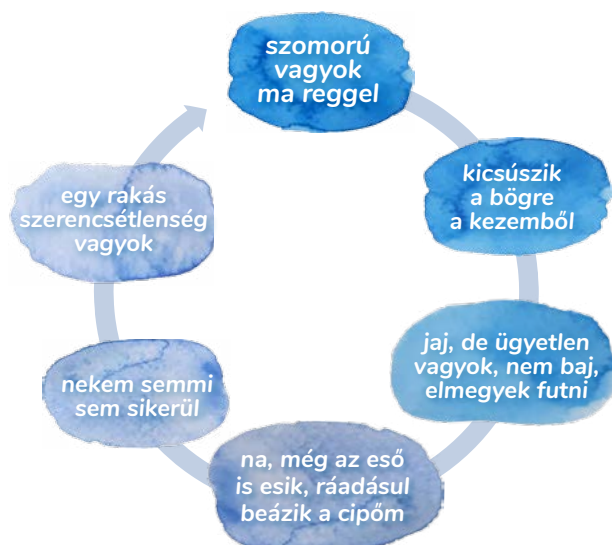 szomorú
vagyok
ma reggel
kicsúszik
a bögre
a kezemből
jaj, de ügyetlen
vagyok, nem baj,
elmegyek futni
na, még az eső
is esik, ráadásul
beázik a cipőm
nekem semmi
sem sikerül
egy rakás
szerencsétlenség
vagyok